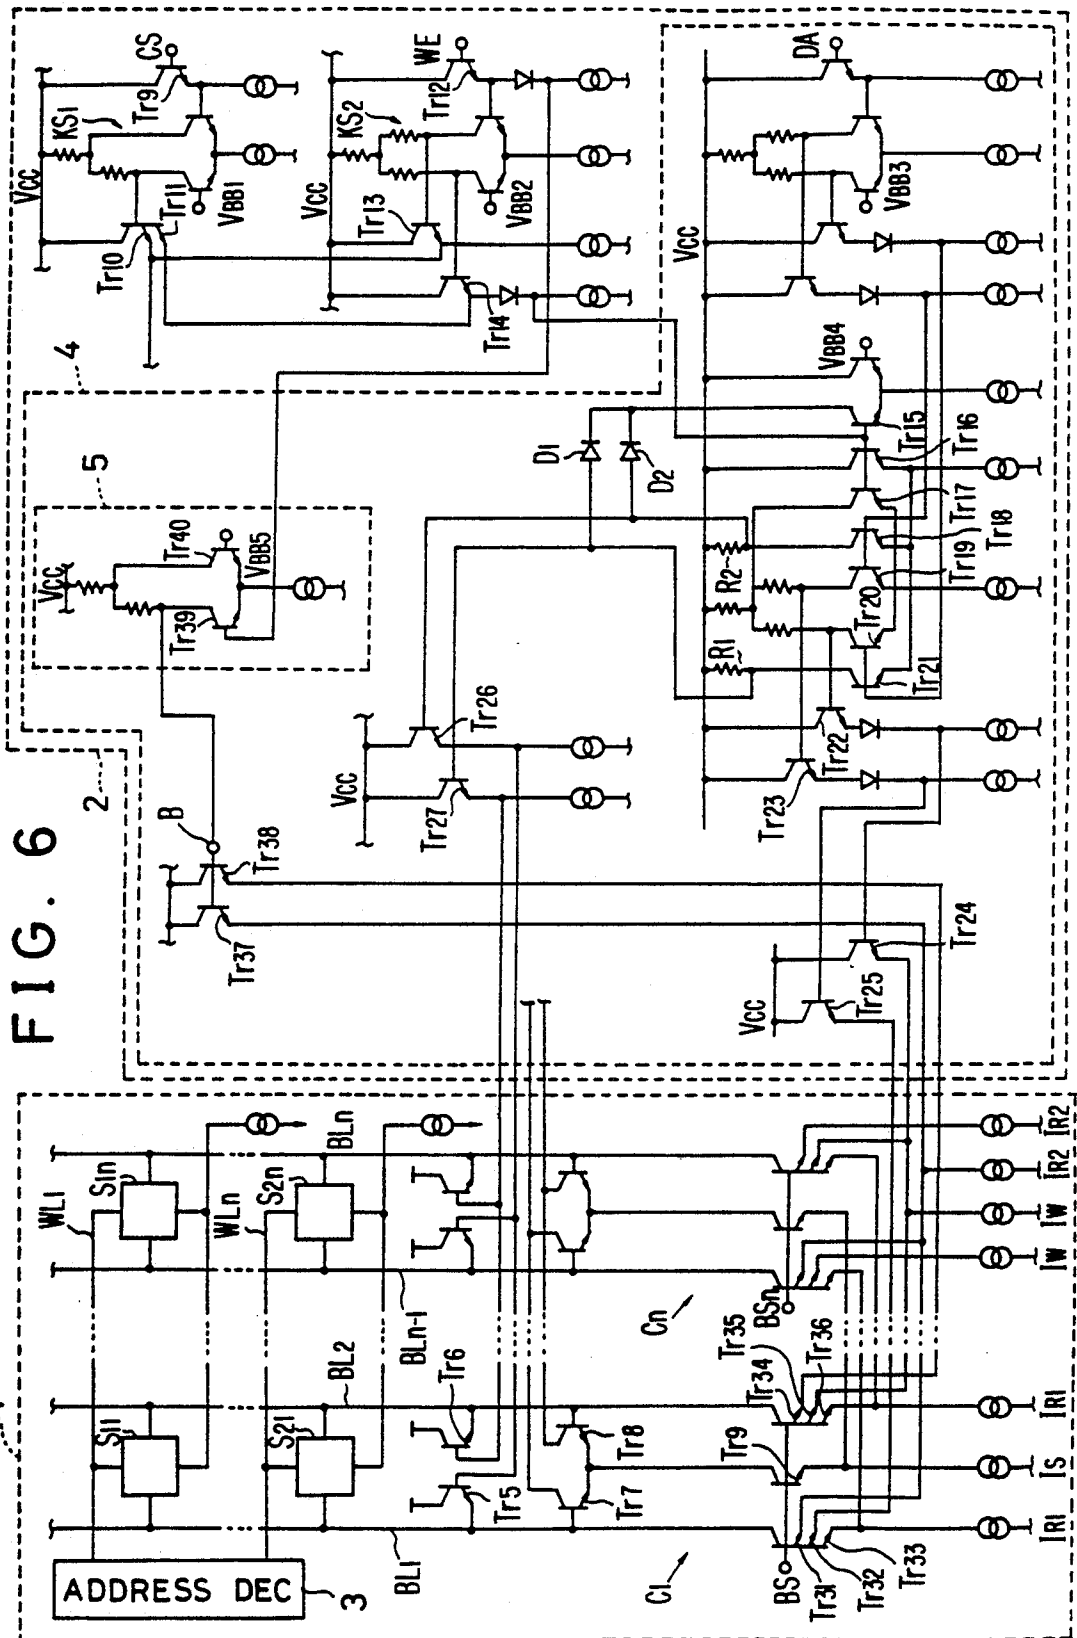 FIG. 6
ADDRESS DEC
3
WL1
S11
S1n
WLn
S21
S2n
BLn
BL1
BL2
BLn-1
Tr5
Tr6
Tr7
Tr8
C1
Cn
BS
BSn
Tr9
Tr31
Tr32
Tr33
Tr34
Tr35
Tr36
IR1
IS
IR1
IW
IW
IR2
IR2
2
4
5
B
Tr37
Tr38
VCC
Tr39
Tr40
VBB5
VCC
Tr27
Tr26
VCC
Tr25
Tr24
VCC
KS1
CS
Tr9
Tr10
Tr11
VBB1
VCC
KS2
WE
Tr12
Tr13
Tr14
VBB2
D1
D2
VCC
R1
R2
Tr23
Tr22
Tr21
Tr20
Tr19
Tr18
Tr17
Tr16
Tr15
VBB4
VBB3
DA